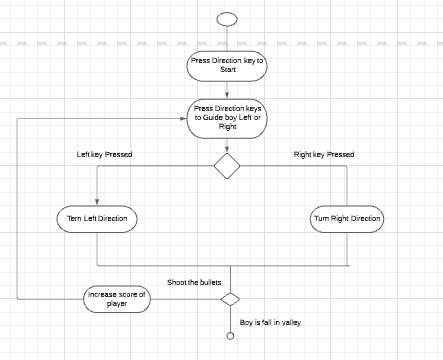 Press Direction key to
Start
Press Direction keys
to Guide boy Left or
Right
Left key Pressed
Right key Pressed
Tern Left Direction
Turn Right Direction
Shoot the bullets
Increase score of
player
Boy is fall in valley